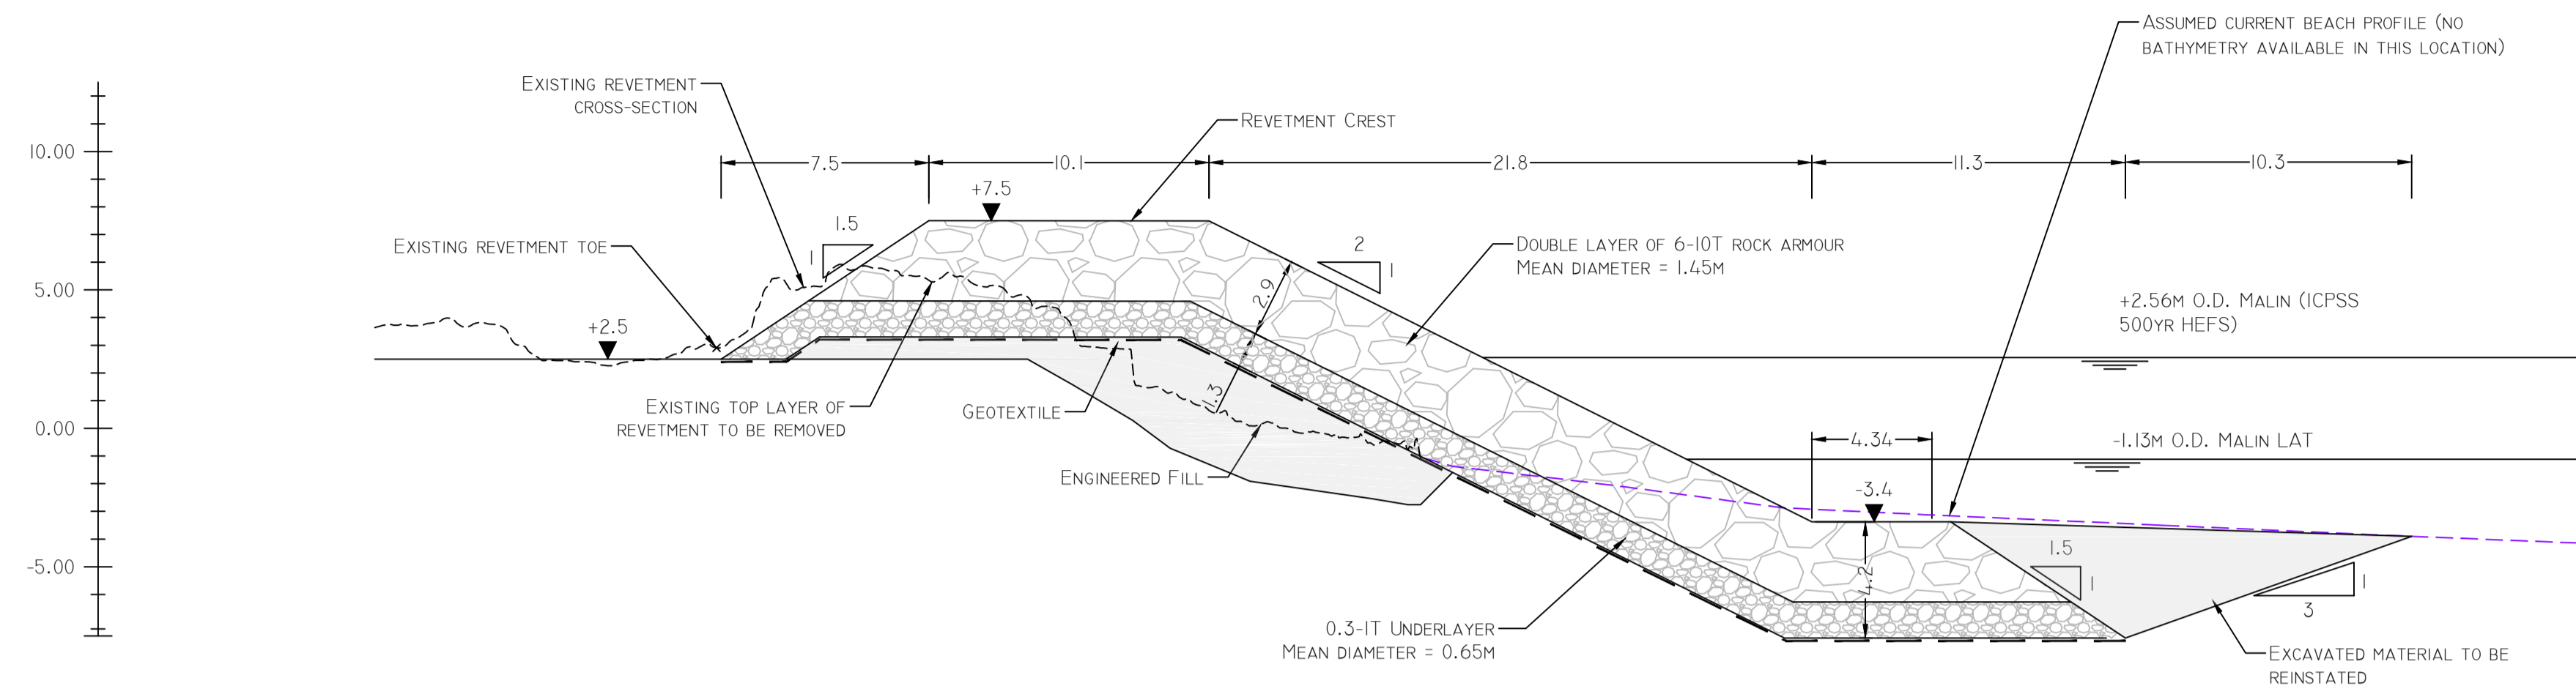 ASSUMED CURRENT BEACH PROFILE (NO
BATHYMETRY AVAILABLE IN THIS LOCATION)
EXISTING REVETMENT
CROSS-SECTION
REVETMENT CREST
10.00
7.5
10.1
21.8
11.3
10.3
+7.5
1.5
1
EXISTING REVETMENT TOE
2
1
DOUBLE LAYER OF 6-10T ROCK ARMOUR
MEAN DIAMETER = 1.45M
5.00
2.9
+2.56M O.D. MALIN (ICPSS
500YR HEFS)
+2.5
1.3
EXISTING TOP LAYER OF
REVETMENT TO BE REMOVED
GEOTEXTILE
0.00
4.34
-1.13M O.D. MALIN LAT
ENGINEERED FILL
-3.4
-5.00
4.2
1.5
1
1
3
0.3-1T UNDERLAYER
MEAN DIAMETER = 0.65M
EXCAVATED MATERIAL TO BE
REINSTATED